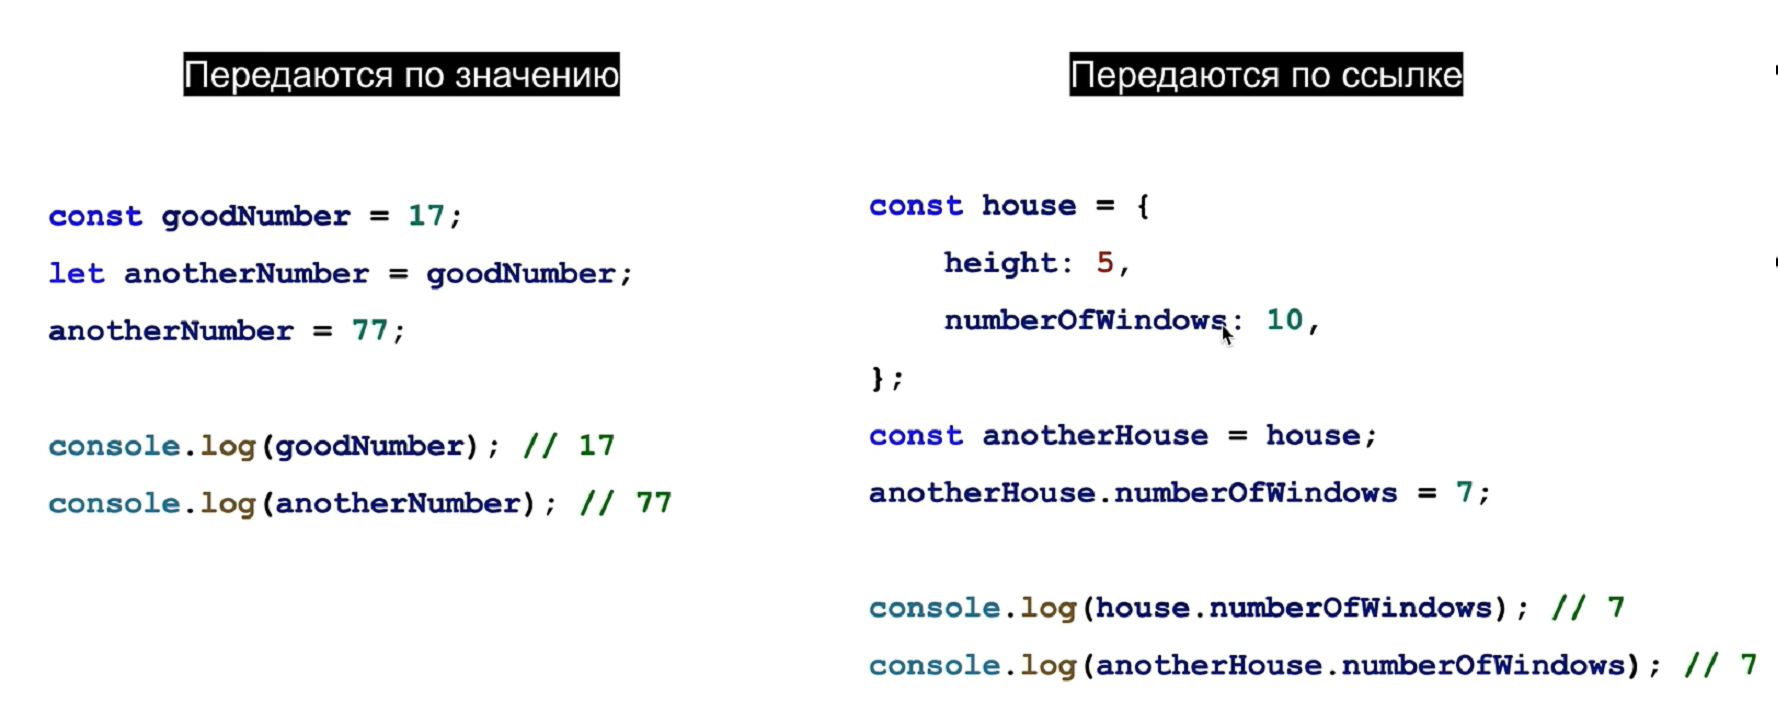 Передаются по значению
const goodNumber = 17;
let anotherNumber = goodNumber;
anotherNumber = 77;
console.log(goodNumber); // 17
console.log(anotherNumber); // 77
Передаются по ссылке
const house = {
    height: 5,
    numberOfWindows: 10,
};
const anotherHouse = house;
anotherHouse.numberOfWindows = 7;
console.log(house.numberOfWindows); // 7
console.log(anotherHouse.numberOfWindows); // 7